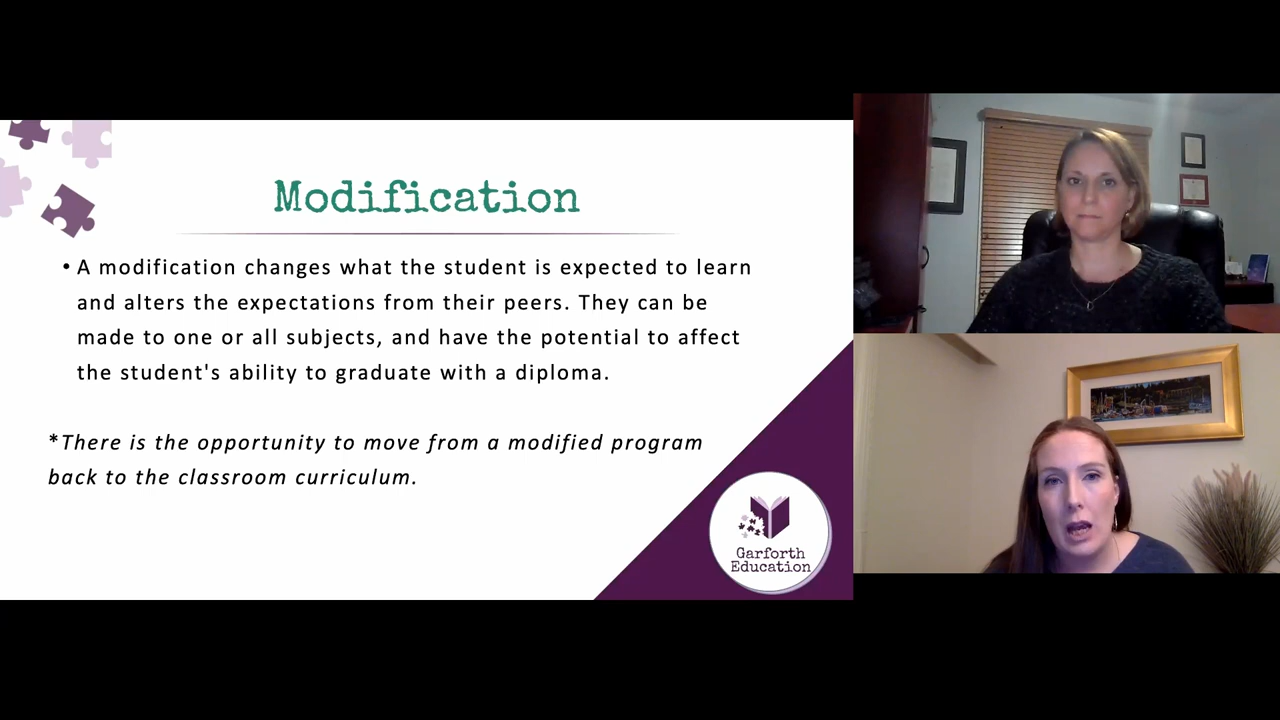 Modification
• A modification changes what the student is expected to learn
and alters the expectations from their peers. They can be
made to one or all subjects, and have the potential to affect
the student's ability to graduate with a diploma.
*There is the opportunity to move from a modified program
back to the classroom curriculum.
Garforth
Education